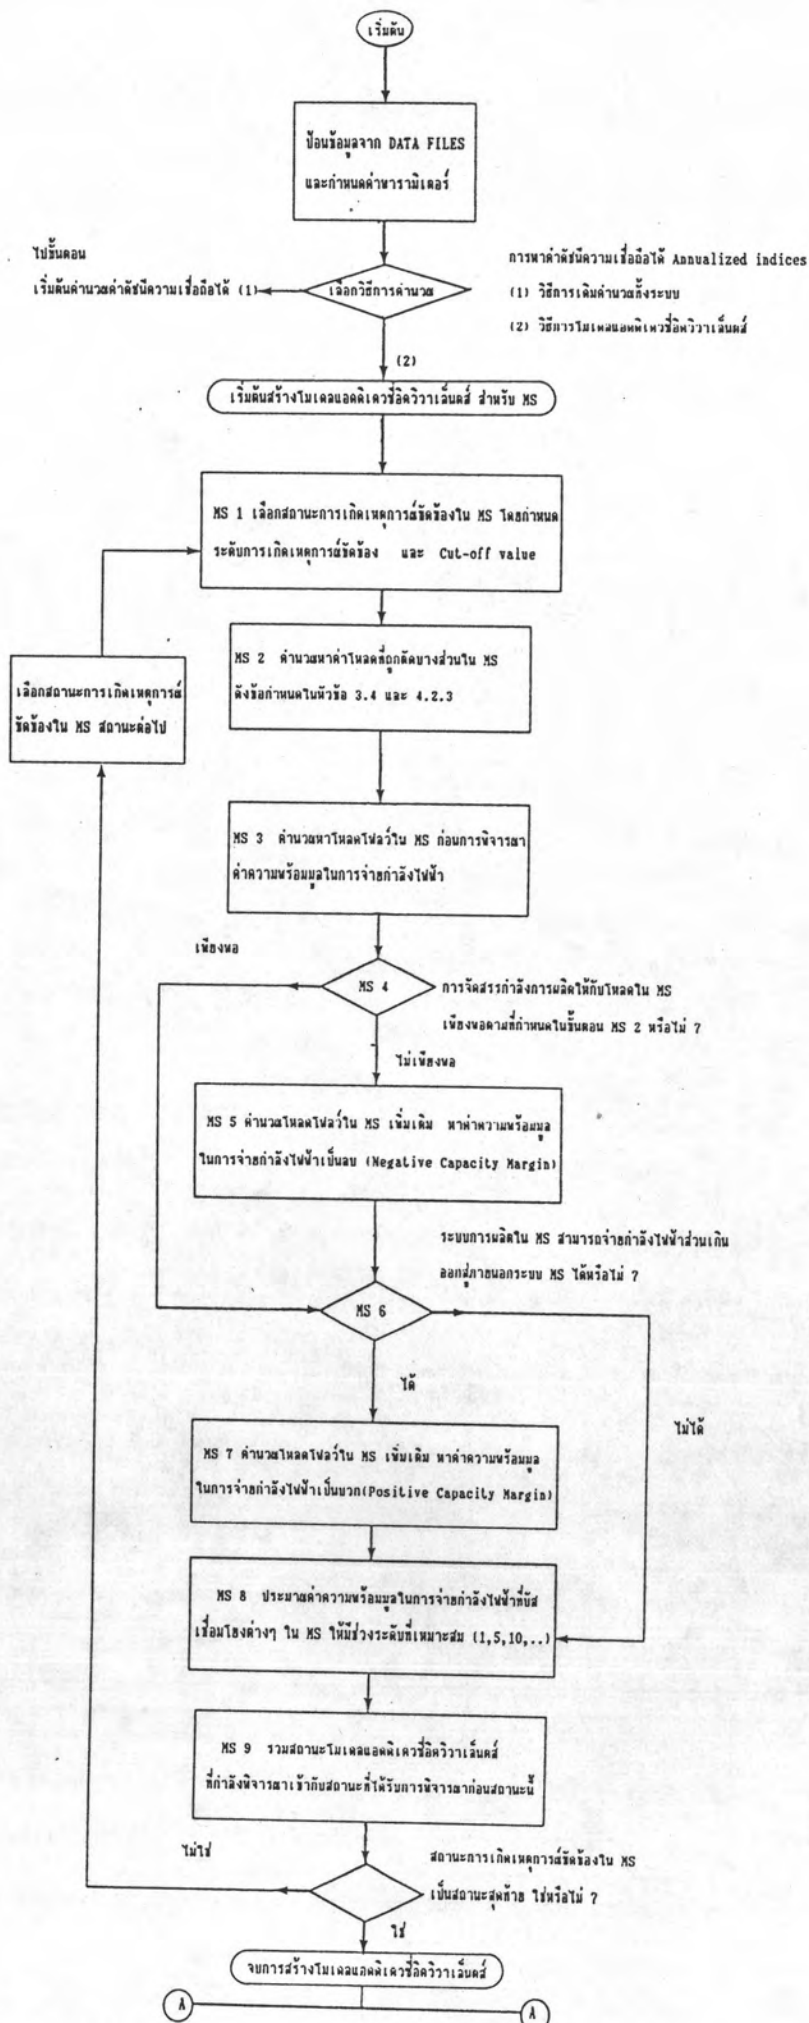 เริ่มต้น
ป้อนข้อมูลจาก DATA FILES
และกำหนดค่าพารามิเตอร์
ไปขั้นตอน
เริ่มต้นคำนวณค่าดัชนีความเชื่อถือได้ (1)
เลือกวิธีการคำนวณ
การหาค่าดัชนีความเชื่อถือได้ Annualized indices
(1) วิธีการเดิมคำนวณทั้งระบบ
(2) วิธีการโมเดลแอดดิเควซี่อิควิวาเล็นตส์
(2)
เริ่มต้นสร้างโมเดลแอดดิเควซี่อิควิวาเล็นตส์ สำหรับ MS
MS 1 เลือกสถานะการเกิดเหตุการณ์ขัดข้องใน MS โดยกำหนด
ระดับการเกิดเหตุการณ์ขัดข้อง และ Cut-off value
MS 2 คำนวณหาค่าโหลดที่ถูกตัดบางส่วนใน MS
ดังข้อกำหนดในหัวข้อ 3.4 และ 4.2.3
เลือกสถานะการเกิดเหตุการณ์
ขัดข้องใน MS สถานะต่อไป
MS 3 คำนวณหาโหลดโฟลว์ใน MS ก่อนการพิจารณา
ค่าความพร้อมมูลในการจ่ายกำลังไฟฟ้า
เพียงพอ
MS 4
การจัดสรรกำลังการผลิตให้กับโหลดใน MS
เพียงพอตามที่กำหนดในขั้นตอน MS 2 หรือไม่ ?
ไม่เพียงพอ
MS 5 คำนวณโหลดโฟลว์ใน MS เพิ่มเติม หาค่าความพร้อมมูล
ในการจ่ายกำลังไฟฟ้าเป็นลบ (Negative Capacity Margin)
ระบบการผลิตใน MS สามารถจ่ายกำลังไฟฟ้าส่วนเกิน
ออกสู่ภายนอกระบบ MS ได้หรือไม่ ?
MS 6
ได้
ไม่ได้
MS 7 คำนวณโหลดโฟลว์ใน MS เพิ่มเติม หาค่าความพร้อมมูล
ในการจ่ายกำลังไฟฟ้าเป็นบวก(Positive Capacity Margin)
MS 8 ประมาณค่าความพร้อมมูลในการจ่ายกำลังไฟฟ้าที่บัส
เชื่อมโยงต่างๆ ใน MS ให้มีช่วงระดับที่เหมาะสม (1,5,10,..)
MS 9 รวมสถานะโมเดลแอดดิเควซี่อิควิวาเล็นตส์
ที่กำลังพิจารณาเข้ากับสถานะที่ได้รับการพิจารณาก่อนสถานะนี้
ไม่ใช่
สถานะการเกิดเหตุการณ์ขัดข้องใน MS
เป็นสถานะสุดท้าย ใช่หรือไม่ ?
ใช่
จบการสร้างโมเดลแอดดิเควซี่อิควิวาเล็นตส์
A
A